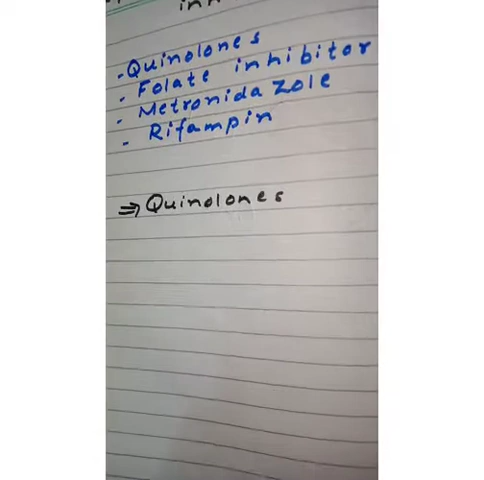 - Quinolones
- Folate inhibitor
- Metronidazole
- Rifampin
⇒ Quinolones